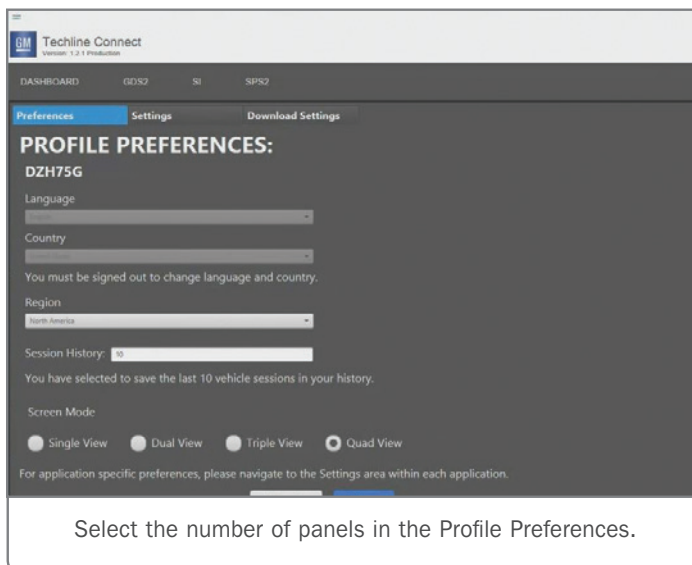 GM Techline Connect
Version: 1.2.1 Production
DASHBOARD GDS2 SI SPS2
Preferences Settings Download Settings
PROFILE PREFERENCES:
DZH75G
Language
English
Country
You must be signed out to change language and country.
Region
North America
Session History: 10
You have selected to save the last 10 vehicle sessions in your history.
Screen Mode
Single View Dual View Triple View Quad View
For application specific preferences, please navigate to the Settings area within each application.
Select the number of panels in the Profile Preferences.